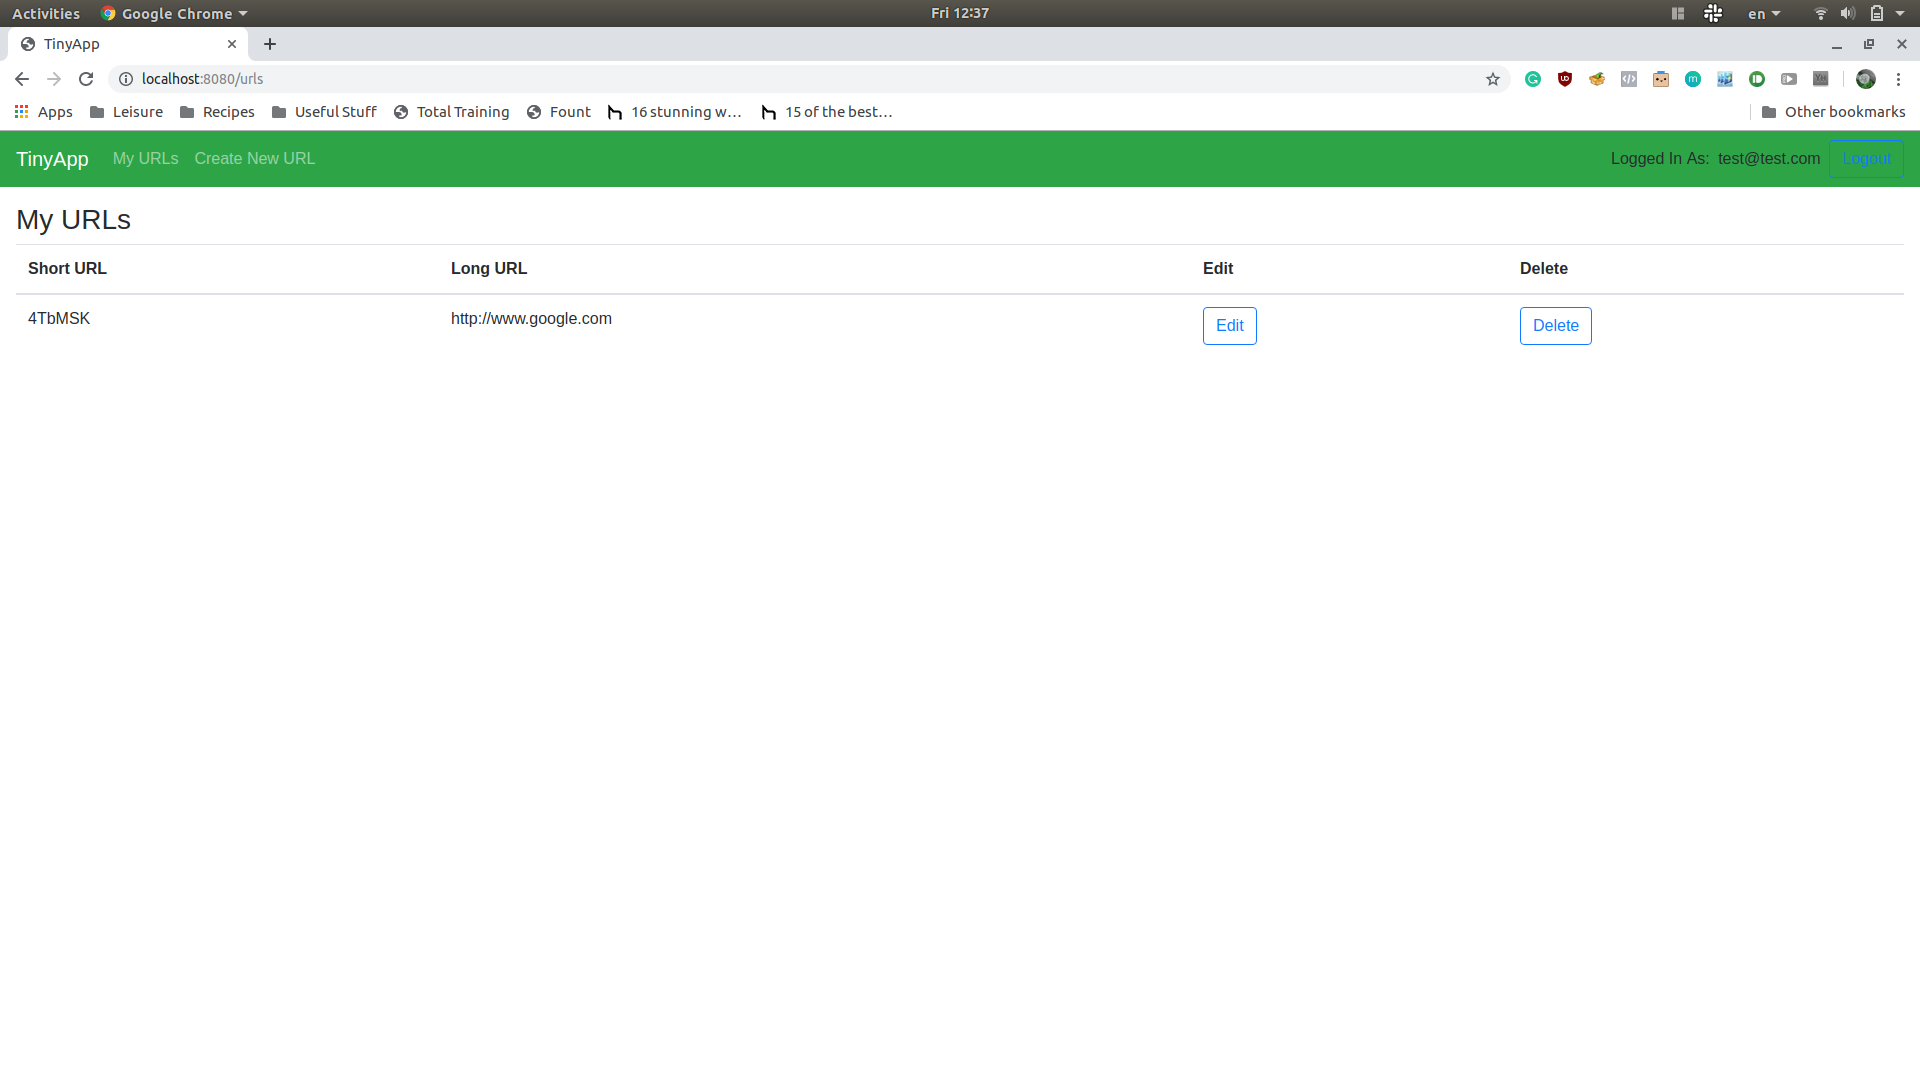 Activities Google Chrome Fri 12:37 en
TinyApp
localhost:8080/urls
Apps Leisure Recipes Useful Stuff Total Training Fount 16 stunning w... 15 of the best... Other bookmarks
TinyApp My URLs Create New URL Logged In As: test@test.com Logout
My URLs
Short URL Long URL Edit Delete
4TbMSK http://www.google.com Edit Delete